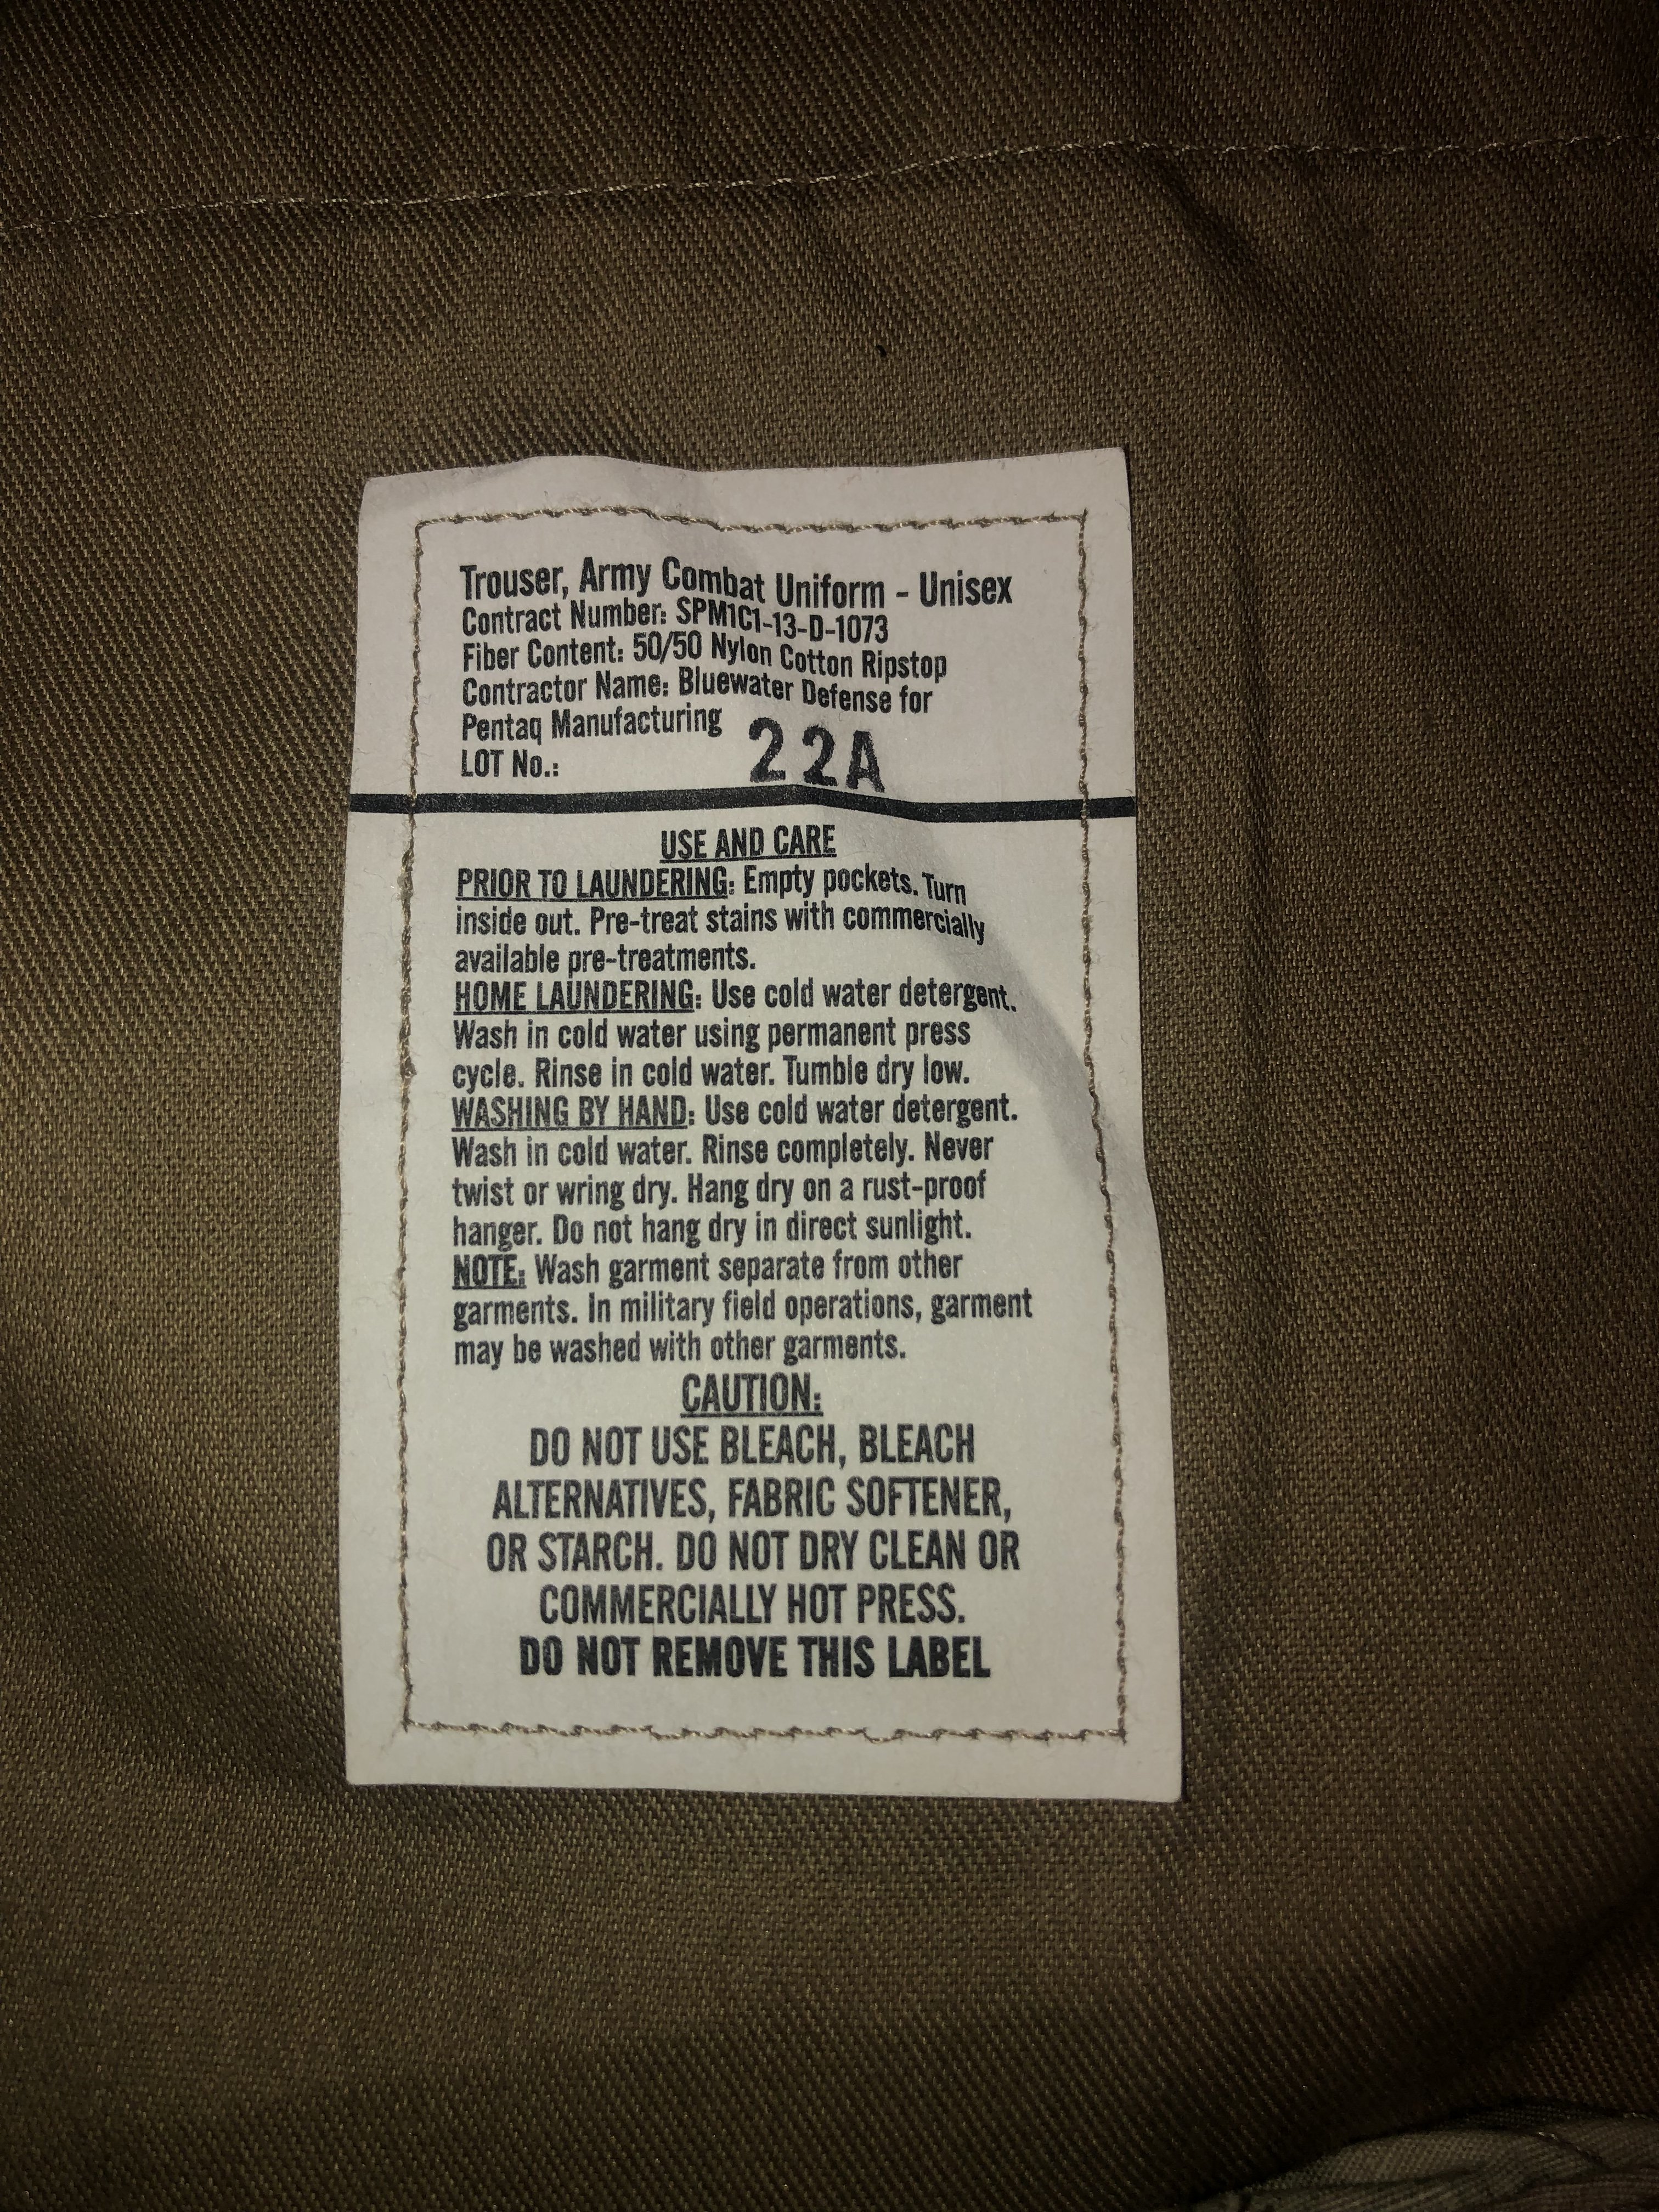 Trouser, Army Combat Uniform - Unisex
Contract Number: SPM1C1-13-D-1073
Fiber Content: 50/50 Nylon Cotton Ripstop
Contractor Name: Bluewater Defense for
Pentaq Manufacturing
LOT No.: 22A
USE AND CARE
PRIOR TO LAUNDERING: Empty pockets. Turn
inside out. Pre-treat stains with commercially
available pre-treatments.
HOME LAUNDERING: Use cold water detergent.
Wash in cold water using permanent press
cycle. Rinse in cold water. Tumble dry low.
WASHING BY HAND: Use cold water detergent.
Wash in cold water. Rinse completely. Never
twist or wring dry. Hang dry on a rust-proof
hanger. Do not hang dry in direct sunlight.
NOTE: Wash garment separate from other
garments. In military field operations, garment
may be washed with other garments.
CAUTION:
DO NOT USE BLEACH, BLEACH
ALTERNATIVES, FABRIC SOFTENER,
OR STARCH. DO NOT DRY CLEAN OR
COMMERCIALLY HOT PRESS.
DO NOT REMOVE THIS LABEL